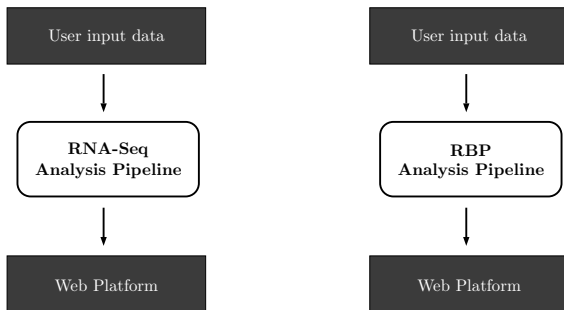 User input data
RNA-Seq
Analysis Pipeline
Web Platform
User input data
RBP
Analysis Pipeline
Web Platform